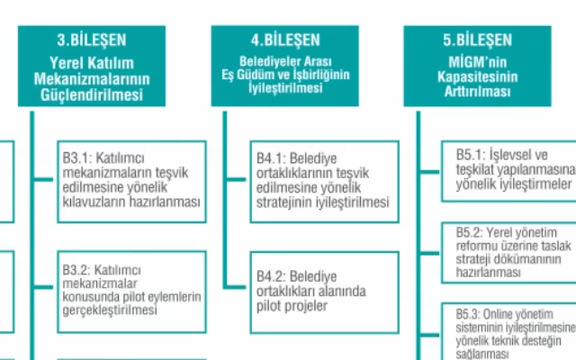 3.BİLEŞEN
Yerel Katılım
Mekanizmalarının
Güçlendirilmesi
B3.1: Katılımcı
mekanizmaların teşvik
edilmesine yönelik
kılavuzların hazırlanması
B3.2: Katılımcı
mekanizmalar
konusunda pilot eylemlerin
gerçekleştirilmesi
4.BİLEŞEN
Belediyeler Arası
Eş Güdüm ve İşbirliğinin
İyileştirilmesi
B4.1: Belediye
ortaklıklarının teşvik
edilmesine yönelik
stratejinin iyileştirilmesi
B4.2: Belediye
ortaklıkları alanında
pilot projeler
5.BİLEŞEN
MİGM'nin
Kapasitesinin
Arttırılması
B5.1: İşlevsel ve
teşkilat yapılanmasına
yönelik iyileştirmeler
B5.2: Yerel yönetim
reformu üzerine taslak
strateji dökümanının
hazırlanması
B5.3: Online yönetim
sisteminin iyileştirilmesine
yönelik teknik desteğin
sağlanması